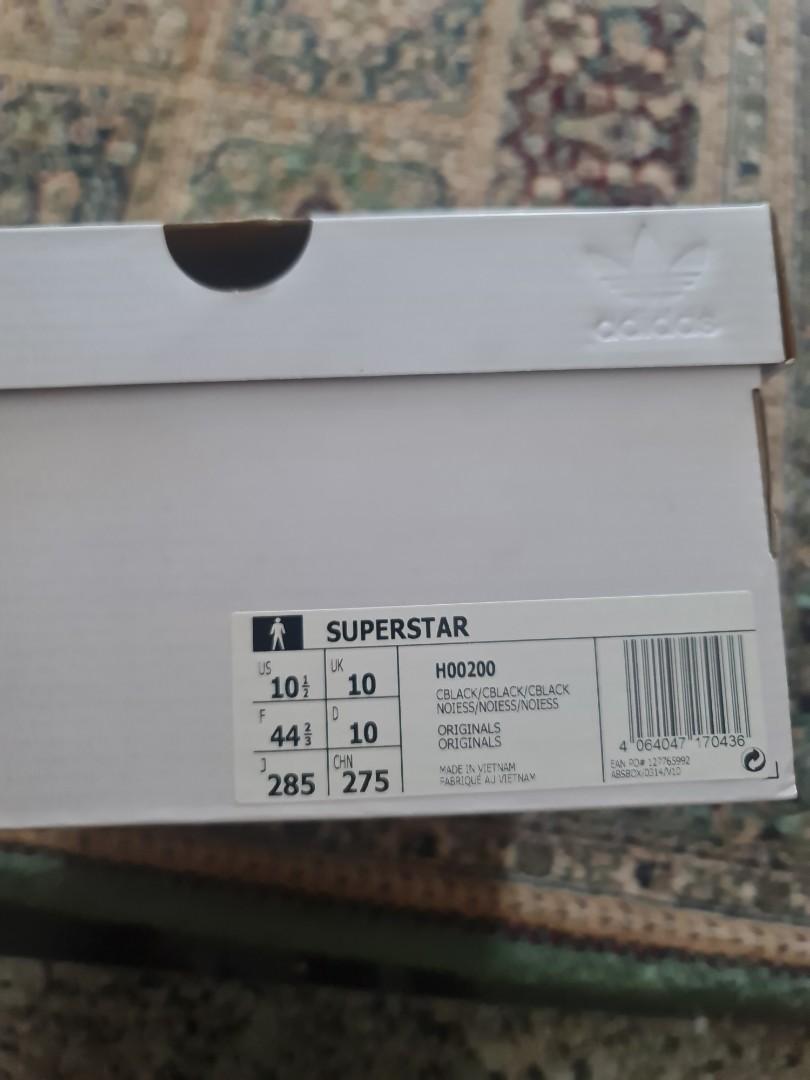 adidas
SUPERSTAR
US 10½
UK 10
F 44⅔
D 10
J 285
CHN 275
H00200
CBLACK/CBLACK/CBLACK
NOIESS/NOIESS/NOIESS
ORIGINALS
ORIGINALS
MADE IN VIETNAM
FABRIQUÉ AU VIETNAM
4 064047 170436
EAN PO# 127765992
ABSBOX/0314/V10